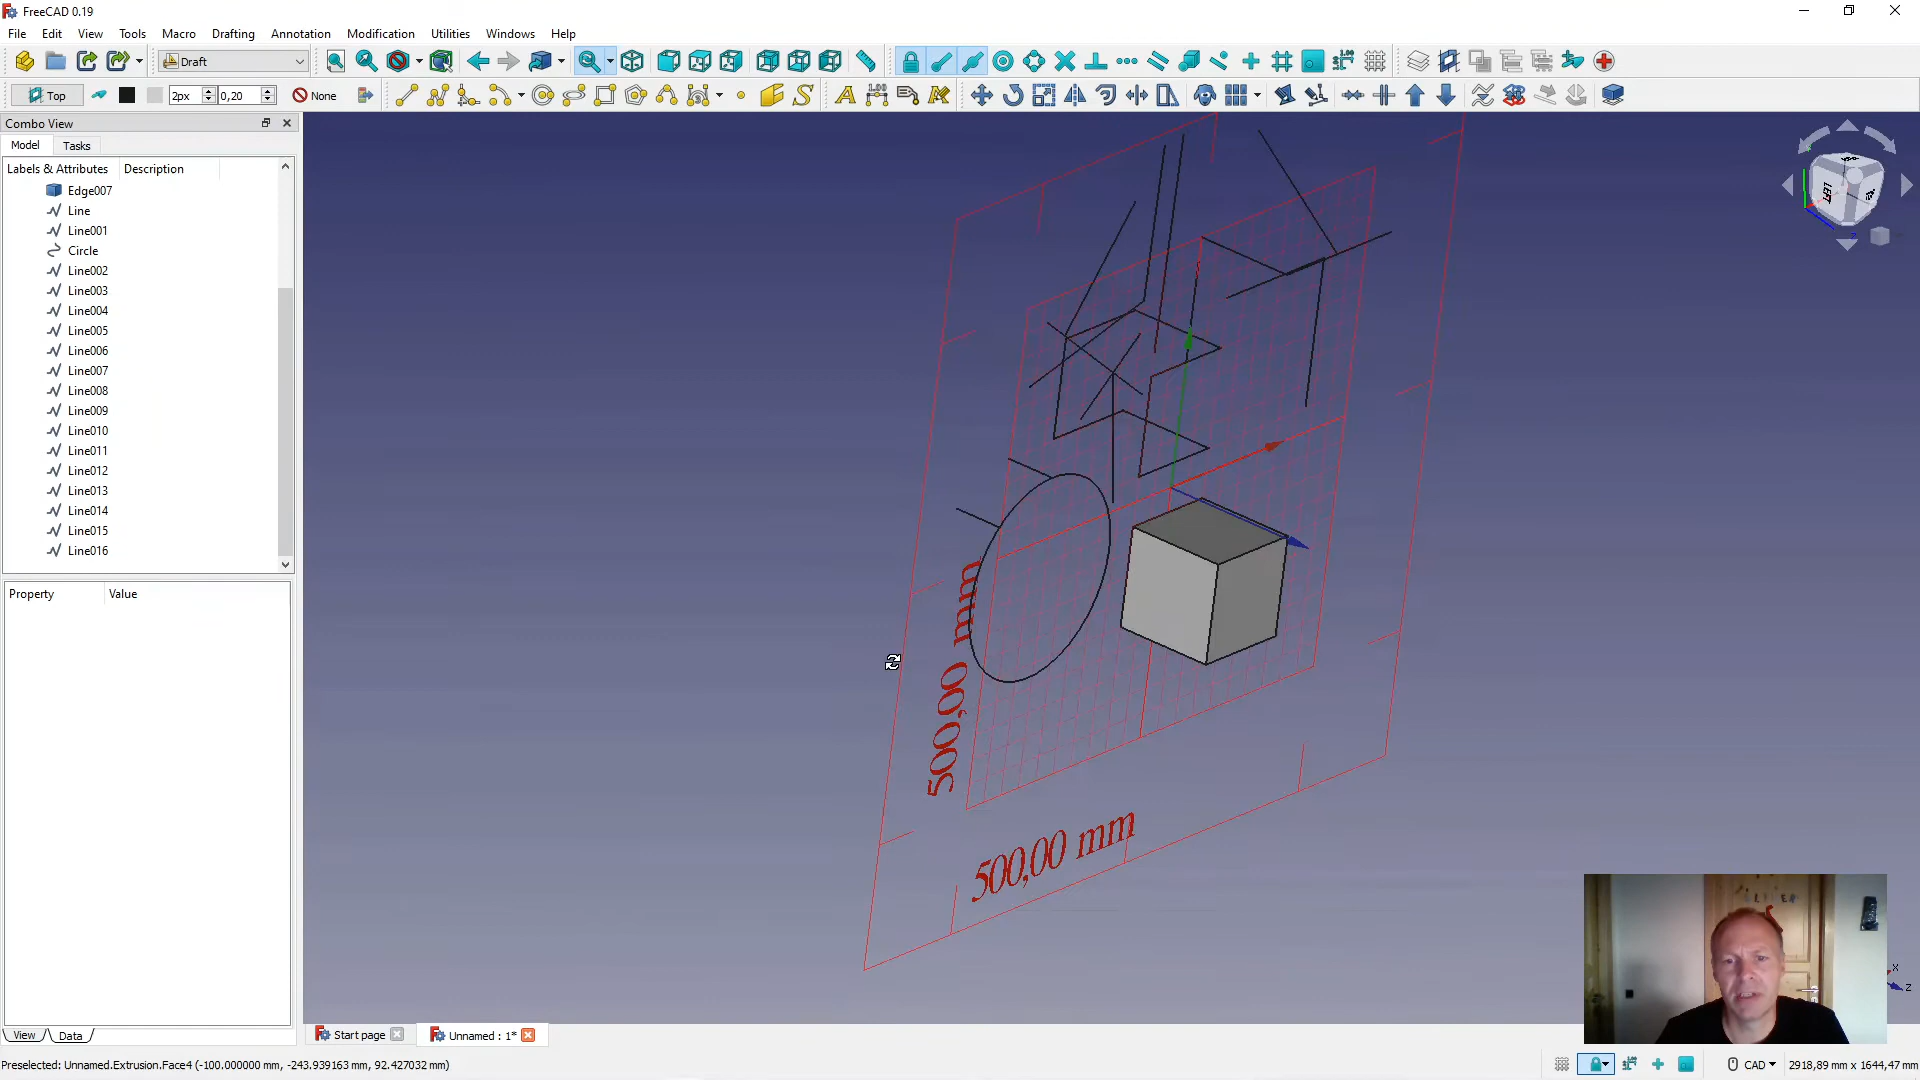 FreeCAD 0.19
File Edit View Tools Macro Drafting Annotation Modification Utilities Windows Help
Draft
Top 2px 0,20 None
Combo View
Model Tasks
Labels & Attributes Description
Edge007
Line
Line001
Circle
Line002
Line003
Line004
Line005
Line006
Line007
Line008
Line009
Line010
Line011
Line012
Line013
Line014
Line015
Line016
Property Value
View Data
500,00 mm
500,00 mm
LEFT
X
Z
Start page
Unnamed : 1*
Preselected: Unnamed.Extrusion.Face4 (-100.000000 mm, -243.939163 mm, 92.427032 mm)
CAD
2918,89 mm x 1644,47 mm